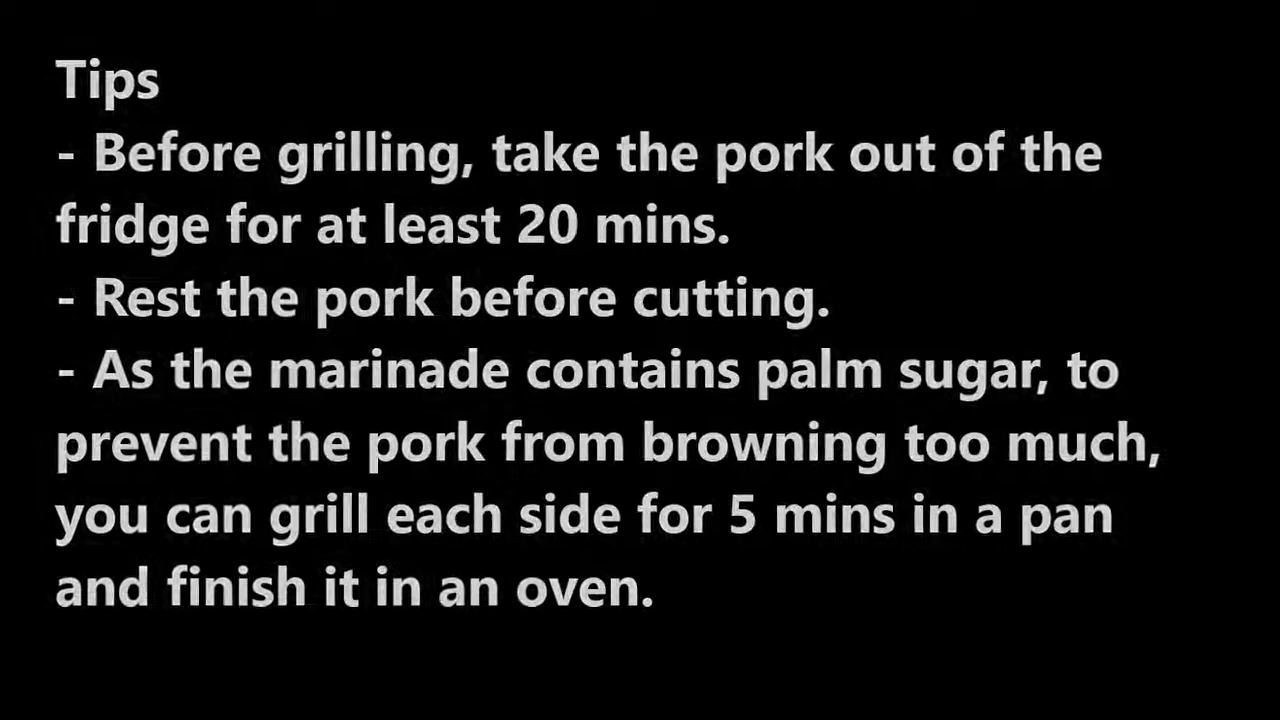 Tips
- Before grilling, take the pork out of the
fridge for at least 20 mins.
- Rest the pork before cutting.
- As the marinade contains palm sugar, to
prevent the pork from browning too much,
you can grill each side for 5 mins in a pan
and finish it in an oven.